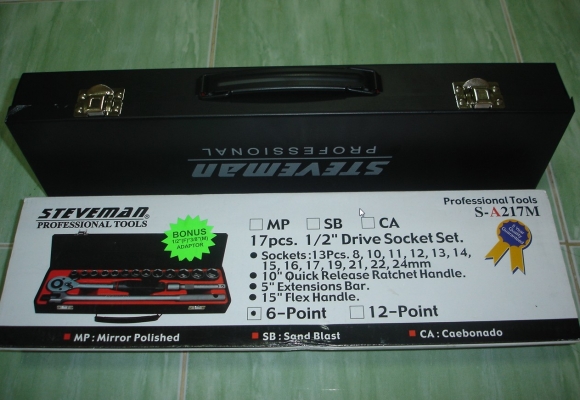 STEVEMAN
PROFESSIONAL
STEVEMAN
PROFESSIONAL TOOLS
BONUS
1/2"(F)*3/8"(M)
ADAPTOR
MP SB CA
Professional Tools
S-A217M
17pcs. 1/2" Drive Socket Set.
Sockets :13Pcs. 8, 10, 11, 12, 13, 14,
15, 16, 17, 19, 21, 22, 24mm
10" Quick Release Ratchet Handle.
5" Extensions Bar.
15" Flex Handle.
6-Point 12-Point
MP : Mirror Polished SB : Sand Blast CA : Caebonado